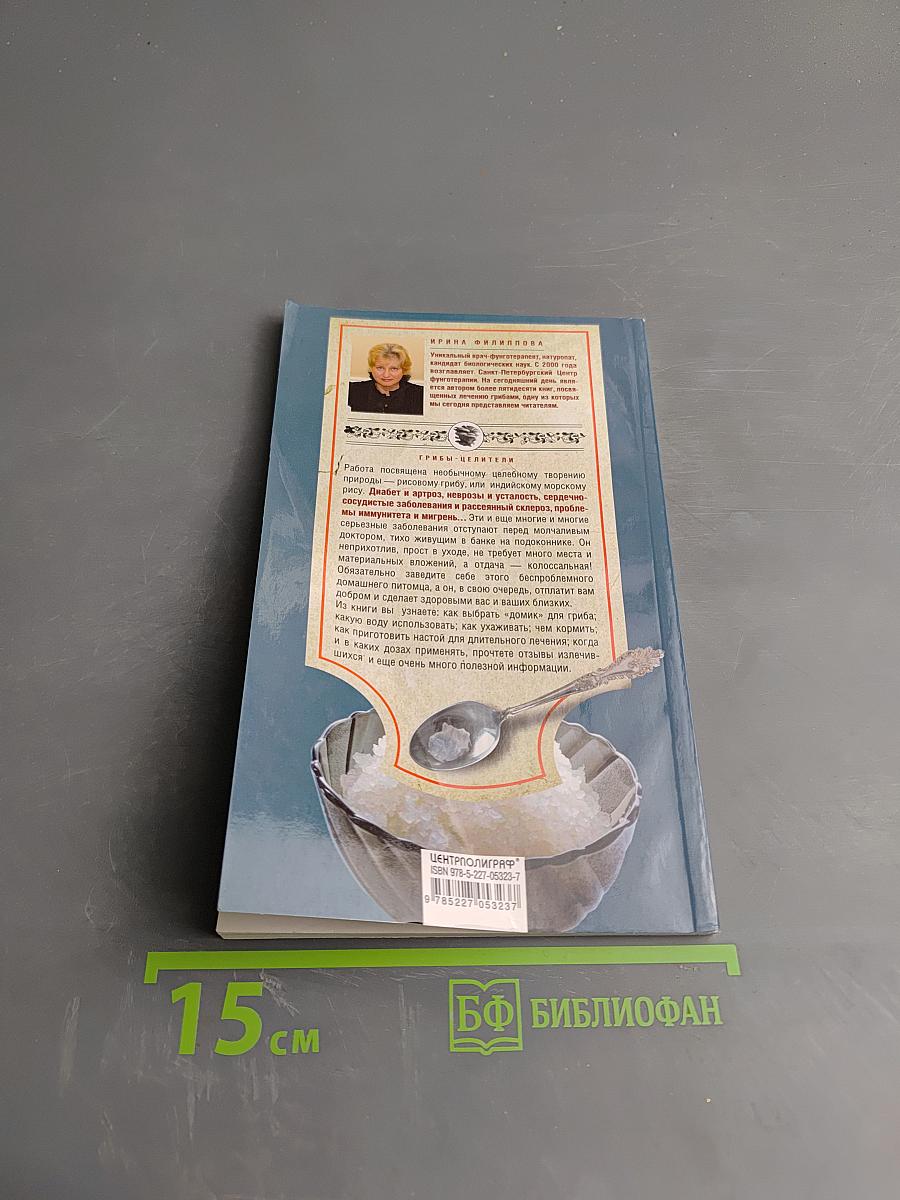 ИРИНА ФИЛИППОВА
Уникальный врач-фунготерапевт, натуропат,
кандидат биологических наук. С 2000 года
возглавляет Санкт-Петербургский Центр
фунготерапии. На сегодняшний день явля-
ется автором более пятидесяти книг, посвя-
щенных лечению грибами, одну из которых
мы сегодня представляем читателям.
ГРИБЫ-ЦЕЛИТЕЛИ
Работа посвящена необычному целебному творению
природы — рисовому грибу, или индийскому морскому
рису. Диабет и артроз, неврозы и усталость, сердечно-
сосудистые заболевания и рассеянный склероз, пробле-
мы иммунитета и мигрень... Эти и еще многие и многие
серьезные заболевания отступают перед молчаливым
доктором, тихо живущим в банке на подоконнике. Он
неприхотлив, прост в уходе, не требует много места и
материальных вложений, а отдача — колоссальная!
Обязательно заведите себе этого беспроблемного
домашнего питомца, а он, в свою очередь, отплатит вам
добром и сделает здоровыми вас и ваших близких.
Из книги вы узнаете: как выбрать «домик» для гриба;
какую воду использовать; как ухаживать; чем кормить;
как приготовить настой для длительного лечения; когда
и в каких дозах применять, прочтете отзывы излечив-
шихся и еще очень много полезной информации.
ЦЕНТРПОЛИГРАФ®
ISBN 978-5-227-05323-7
9 785227 053237
15 см
БФ БИБЛИОФАН